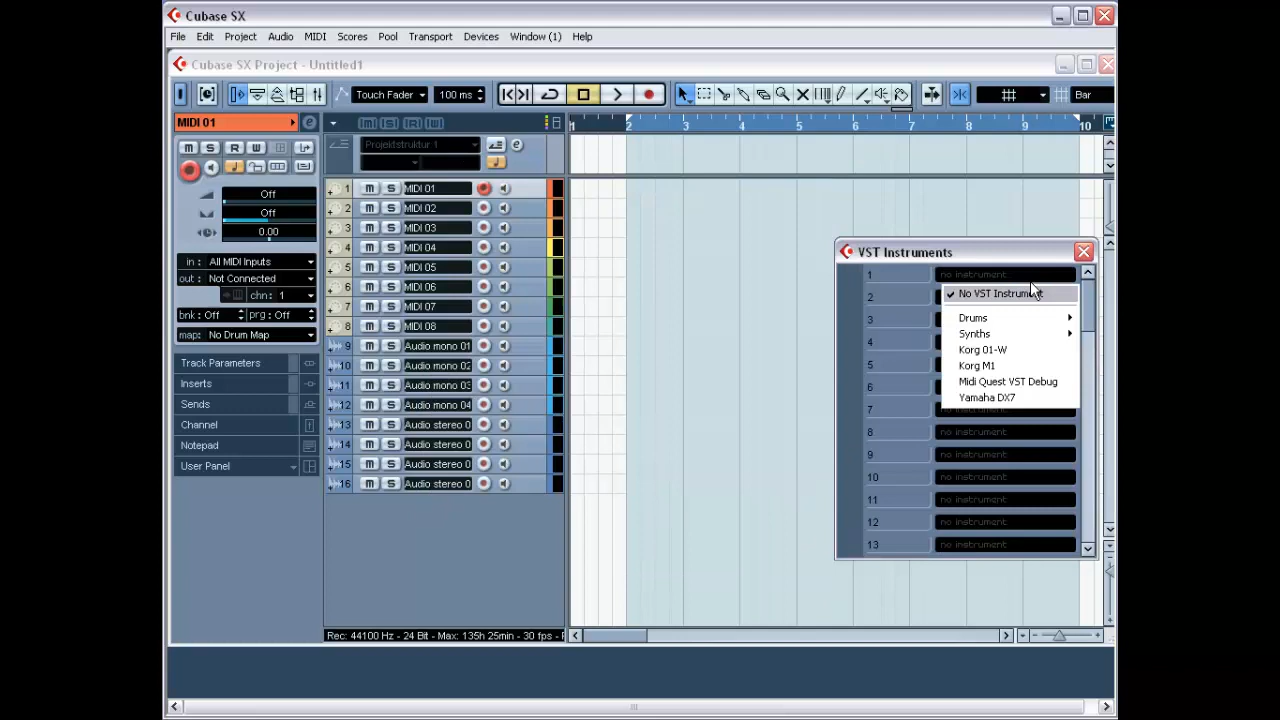 Cubase SX
File Edit Project Audio MIDI Scores Pool Transport Devices Window (1) Help
Cubase SX Project - Untitled1
Touch Fader 100 ms Bar
MIDI 01
1 2 3 4 5 6 7 8 9 10
Projektstruktur 1
Off
Off
0.00
in : All MIDI Inputs
out : Not Connected
chn: 1
bnk: Off prg: Off
map: No Drum Map
Track Parameters
Inserts
Sends
Channel
Notepad
User Panel
1 m S MIDI 01
2 m S MIDI 02
3 m S MIDI 03
4 m S MIDI 04
5 m S MIDI 05
6 m S MIDI 06
7 m S MIDI 07
8 m S MIDI 08
9 m S Audio mono 01
10 m S Audio mono 02
11 m S Audio mono 03
12 m S Audio mono 04
13 m S Audio stereo 0
14 m S Audio stereo 0
15 m S Audio stereo 0
16 m S Audio stereo 0
VST Instruments
1 no instrument
2
3
4
5
6
7
8 no instrument
9 no instrument
10 no instrument
11 no instrument
12 no instrument
13 no instrument
No VST Instrument
Drums
Synths
Korg 01-W
Korg M1
Midi Quest VST Debug
Yamaha DX7
Rec: 44100 Hz - 24 Bit - Max: 135h 25min - 30 fps -